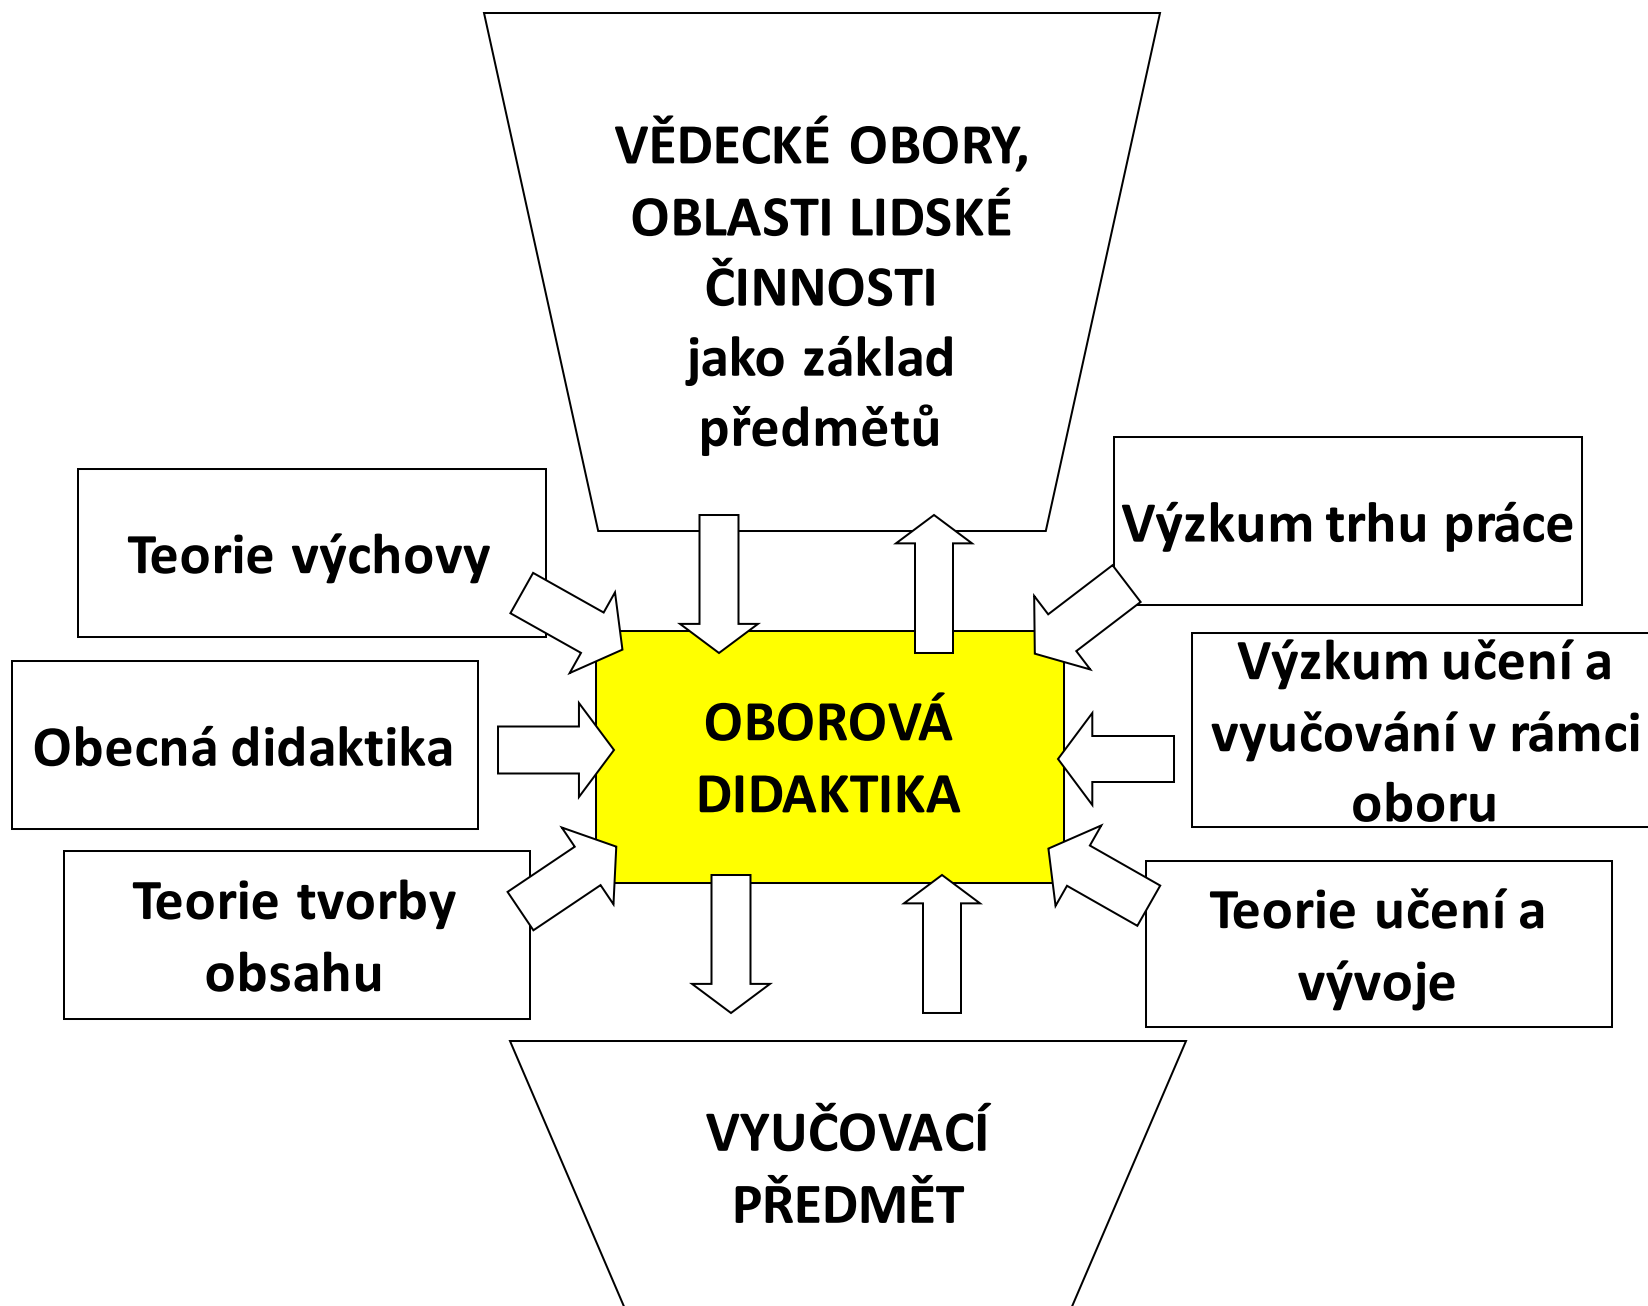 VĚDECKÉ OBORY,
OBLASTI LIDSKÉ
ČINNOSTI
jako základ
předmětů
Teorie výchovy
Výzkum trhu práce
Obecná didaktika
OBOROVÁ
DIDAKTIKA
Výzkum učení a
vyučování v rámci
oboru
Teorie tvorby
obsahu
Teorie učení a
vývoje
VYUČOVACÍ
PŘEDMĚT